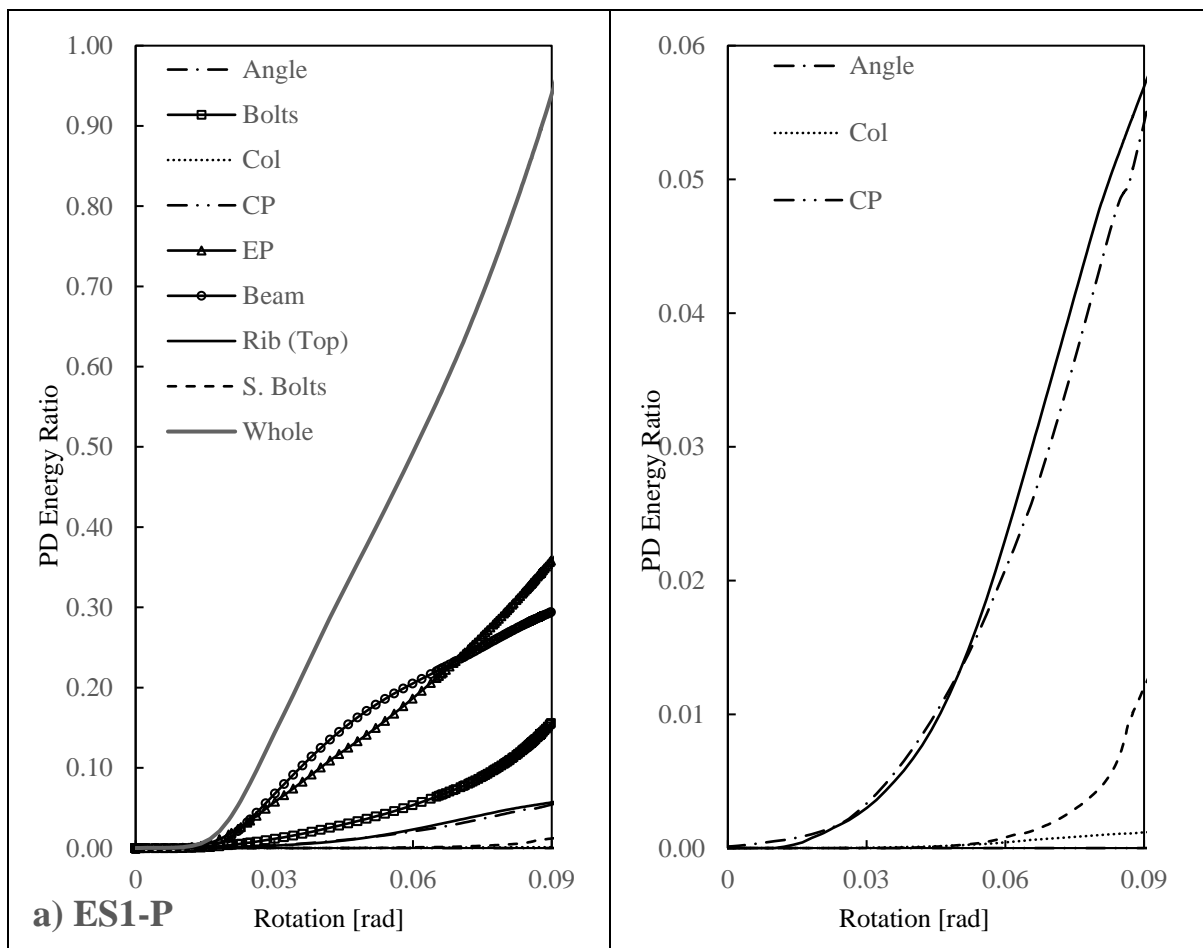 1.00
0.90
0.80
0.70
0.60
0.50
0.40
0.30
0.20
0.10
0.00
PD Energy Ratio
Angle
Bolts
Col
CP
EP
Beam
Rib (Top)
S. Bolts
Whole
0 0.03 0.06 0.09
Rotation [rad]
a) ES1-P
0.06
0.05
0.04
0.03
0.02
0.01
0.00
PD Energy Ratio
Angle
Col
CP
0 0.03 0.06 0.09
Rotation [rad]